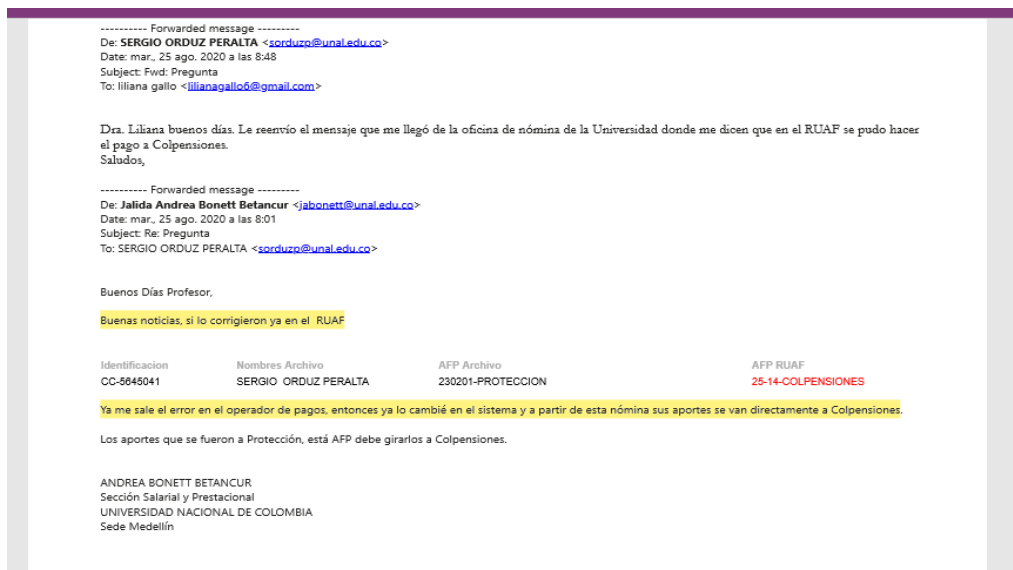 ---------- Forwarded message ---------
De: SERGIO ORDUZ PERALTA <sorduzp@unal.edu.co>
Date: mar., 25 ago. 2020 a las 8:48
Subject: Fwd: Pregunta
To: liliana gallo <lilianagallo6@gmail.com>
Dra. Liliana buenos días. Le reenvío el mensaje que me llegó de la oficina de nómina de la Universidad donde me dicen que en el RUAF se pudo hacer
el pago a Colpensiones.
Saludos,
---------- Forwarded message ---------
De: Jalida Andrea Bonett Betancur <jabonett@unal.edu.co>
Date: mar., 25 ago. 2020 a las 8:01
Subject: Re: Pregunta
To: SERGIO ORDUZ PERALTA <sorduzp@unal.edu.co>
Buenos Días Profesor,
Buenas noticias, si lo corrigieron ya en el  RUAF
Identificacion Nombres Archivo AFP Archivo AFP RUAF
CC-5645041 SERGIO  ORDUZ PERALTA 230201-PROTECCION 25-14-COLPENSIONES
Ya me sale el error en el operador de pagos, entonces ya lo cambié en el sistema y a partir de esta nómina sus aportes se van directamente a Colpensiones.
Los aportes que se fueron a Protección, está AFP debe girarlos a Colpensiones.
ANDREA BONETT BETANCUR
Sección Salarial y Prestacional
UNIVERSIDAD NACIONAL DE COLOMBIA
Sede Medellín